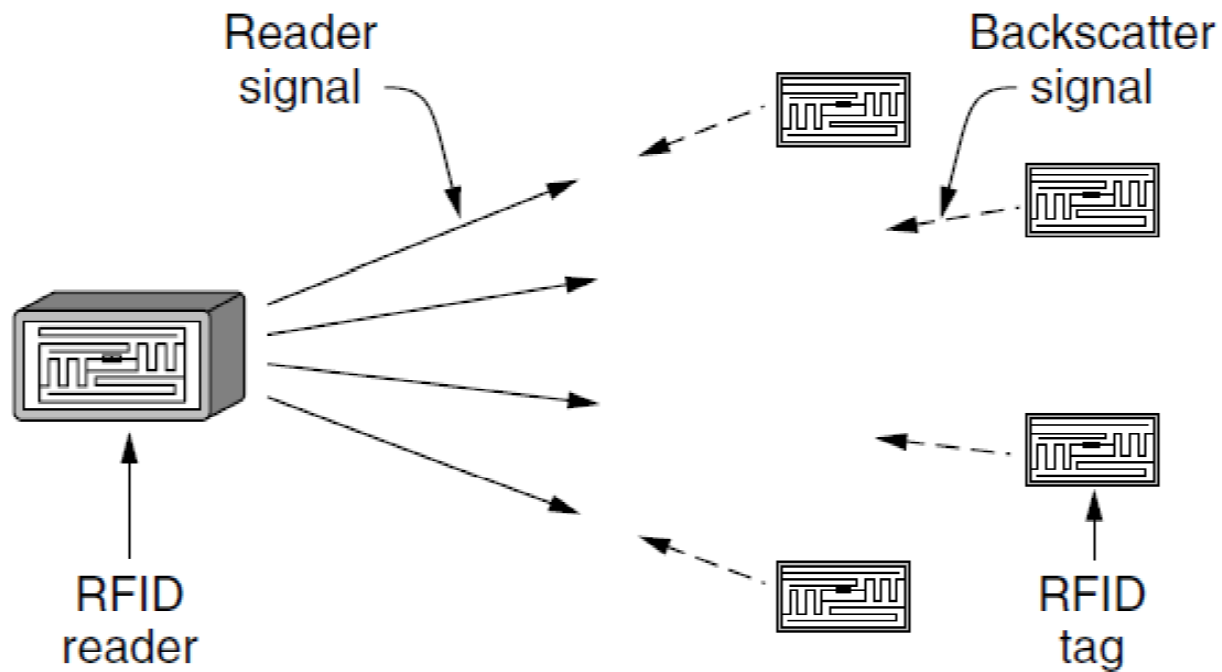 Reader
signal
Backscatter
signal
RFID
reader
RFID
tag